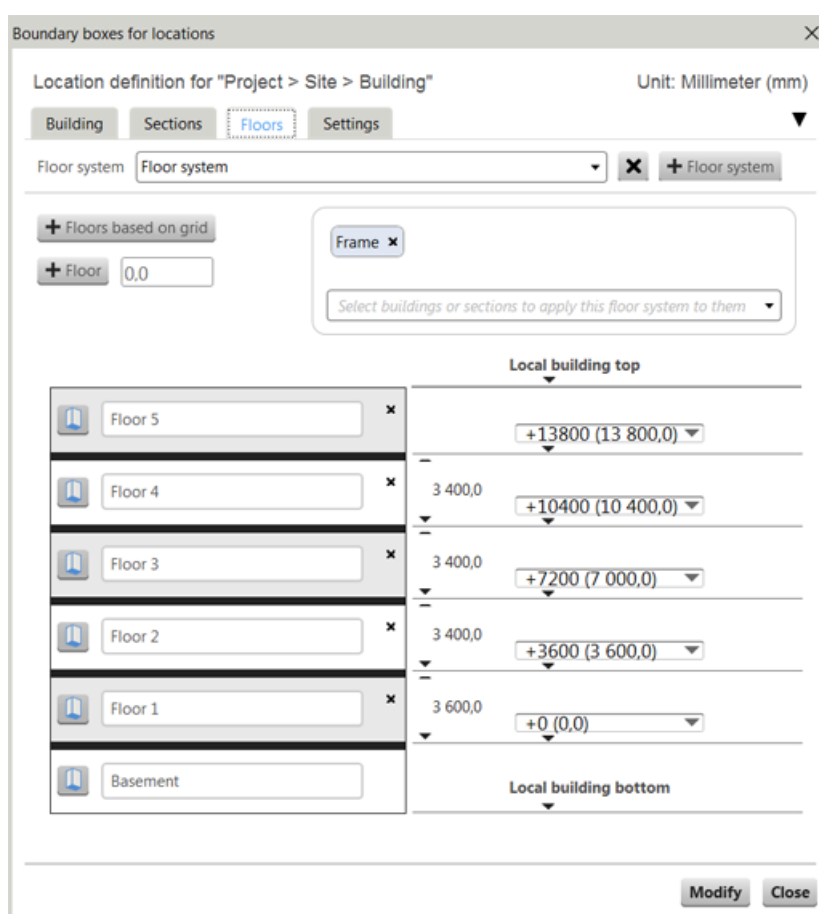 Boundary boxes for locations
Location definition for "Project > Site > Building" Unit: Millimeter (mm)
Building Sections Floors Settings
Floor system Floor system + Floor system
+ Floors based on grid
Frame ×
+ Floor 0,0
Select buildings or sections to apply this floor system to them
Local building top
Floor 5
+13800 (13 800,0)
Floor 4 3 400,0
+10400 (10 400,0)
Floor 3 3 400,0
+7200 (7 000,0)
Floor 2 3 400,0
+3600 (3 600,0)
Floor 1 3 600,0
+0 (0,0)
Basement
Local building bottom
Modify Close